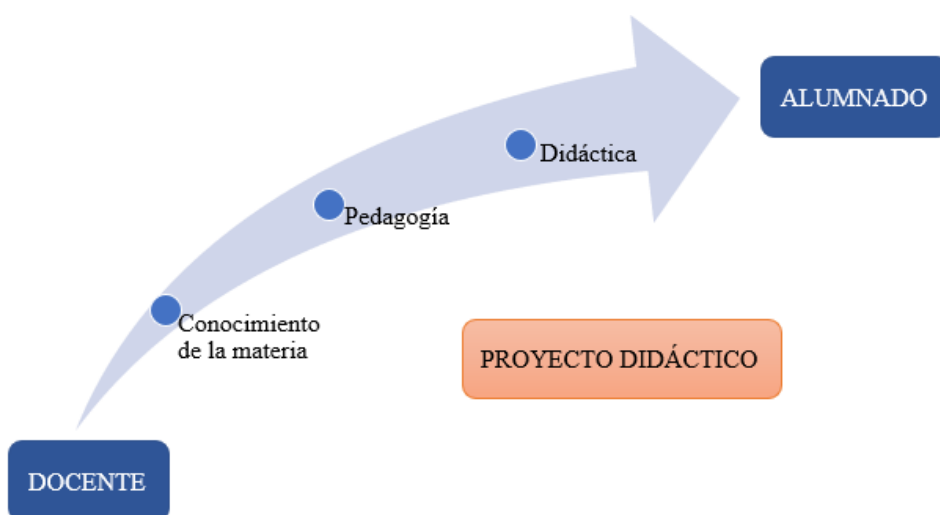 ALUMNADO
Didáctica
Pedagogía
Conocimiento
de la materia
PROYECTO DIDÁCTICO
DOCENTE